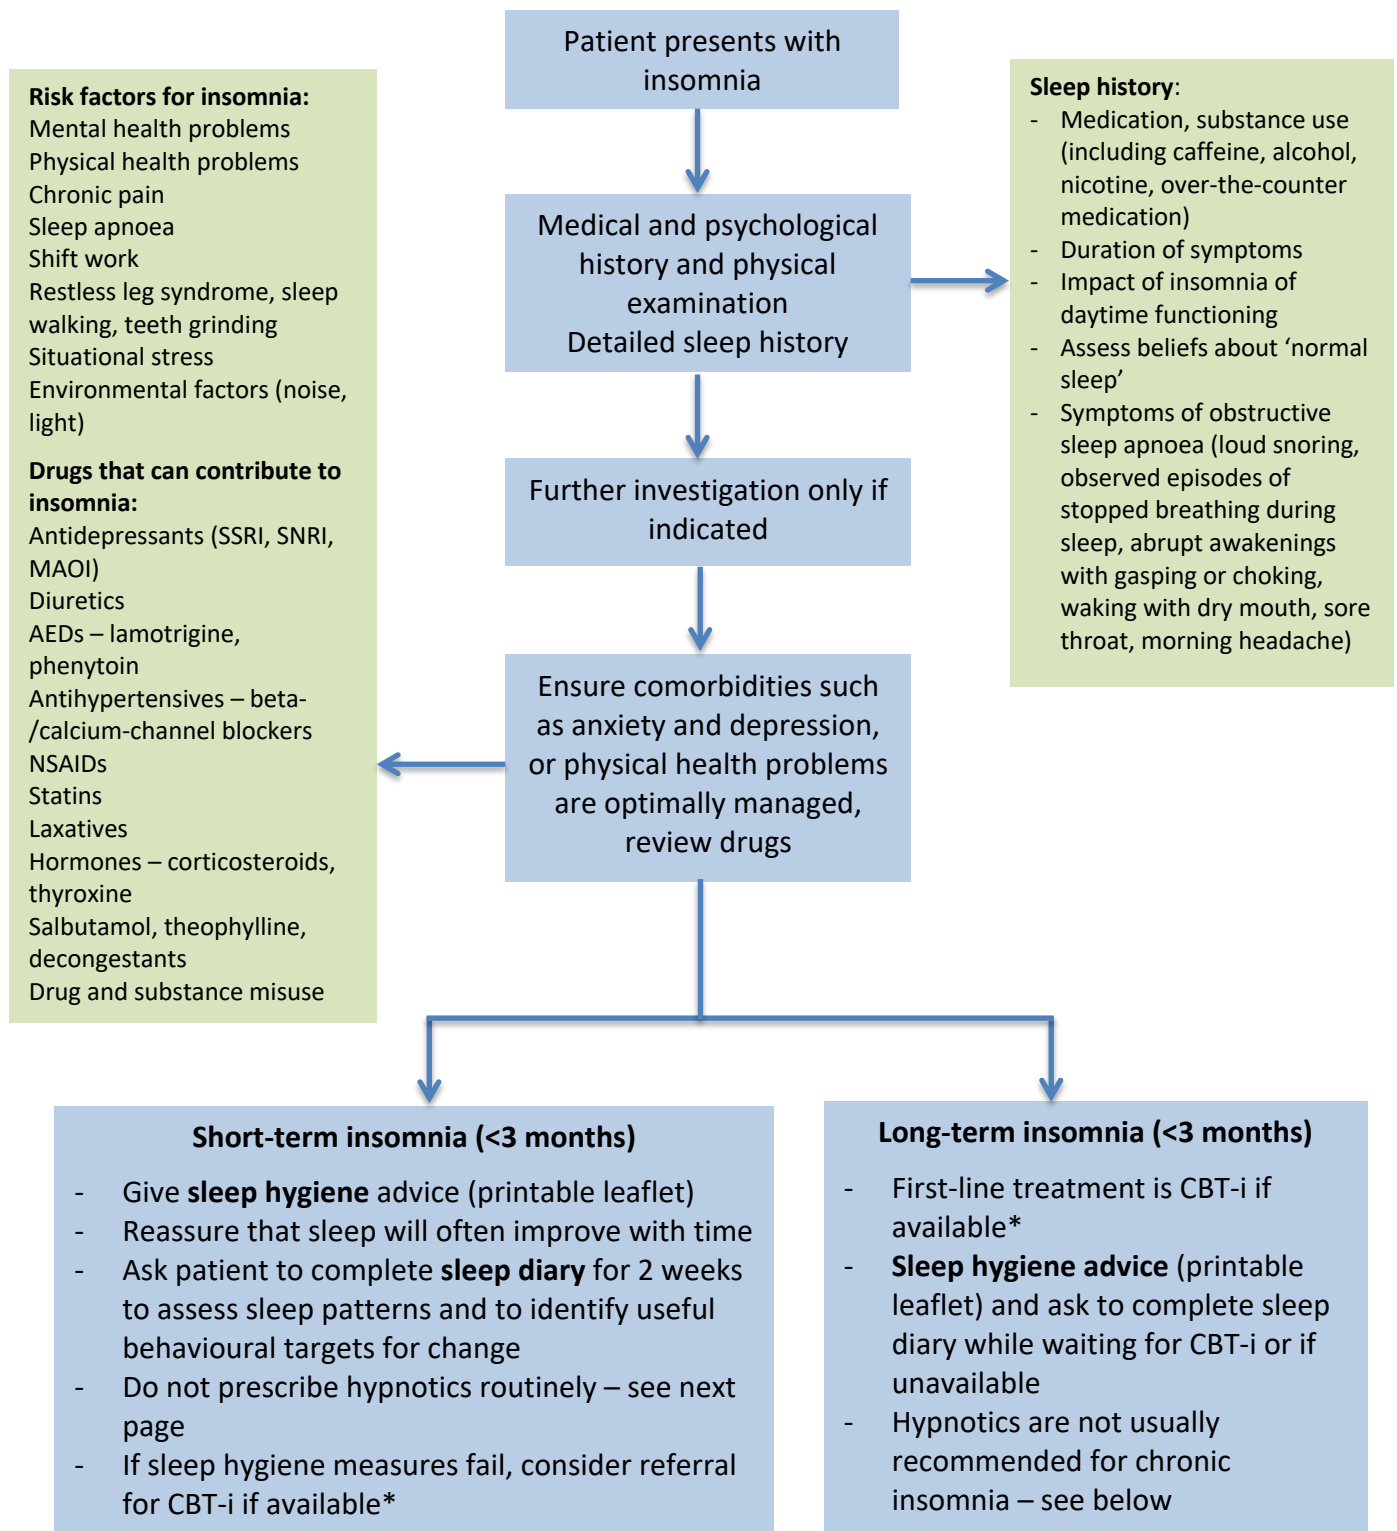 Patient presents with
insomnia
Risk factors for insomnia:
Mental health problems
Physical health problems
Chronic pain
Sleep apnoea
Shift work
Restless leg syndrome, sleep
walking, teeth grinding
Situational stress
Environmental factors (noise,
light)
Drugs that can contribute to
insomnia:
Antidepressants (SSRI, SNRI,
MAOI)
Diuretics
AEDs – lamotrigine,
phenytoin
Antihypertensives – beta-
/calcium-channel blockers
NSAIDs
Statins
Laxatives
Hormones – corticosteroids,
thyroxine
Salbutamol, theophylline,
decongestants
Drug and substance misuse
Medical and psychological
history and physical
examination
Detailed sleep history
Sleep history:
- Medication, substance use
(including caffeine, alcohol,
nicotine, over-the-counter
medication)
- Duration of symptoms
- Impact of insomnia of
daytime functioning
- Assess beliefs about ‘normal
sleep’
- Symptoms of obstructive
sleep apnoea (loud snoring,
observed episodes of
stopped breathing during
sleep, abrupt awakenings
with gasping or choking,
waking with dry mouth, sore
throat, morning headache)
Further investigation only if
indicated
Ensure comorbidities such
as anxiety and depression,
or physical health problems
are optimally managed,
review drugs
Short-term insomnia (<3 months)
- Give sleep hygiene advice (printable leaflet)
- Reassure that sleep will often improve with time
- Ask patient to complete sleep diary for 2 weeks
to assess sleep patterns and to identify useful
behavioural targets for change
- Do not prescribe hypnotics routinely – see next
page
- If sleep hygiene measures fail, consider referral
for CBT-i if available*
Long-term insomnia (<3 months)
- First-line treatment is CBT-i if
available*
- Sleep hygiene advice (printable
leaflet) and ask to complete sleep
diary while waiting for CBT-i or if
unavailable
- Hypnotics are not usually
recommended for chronic
insomnia – see below